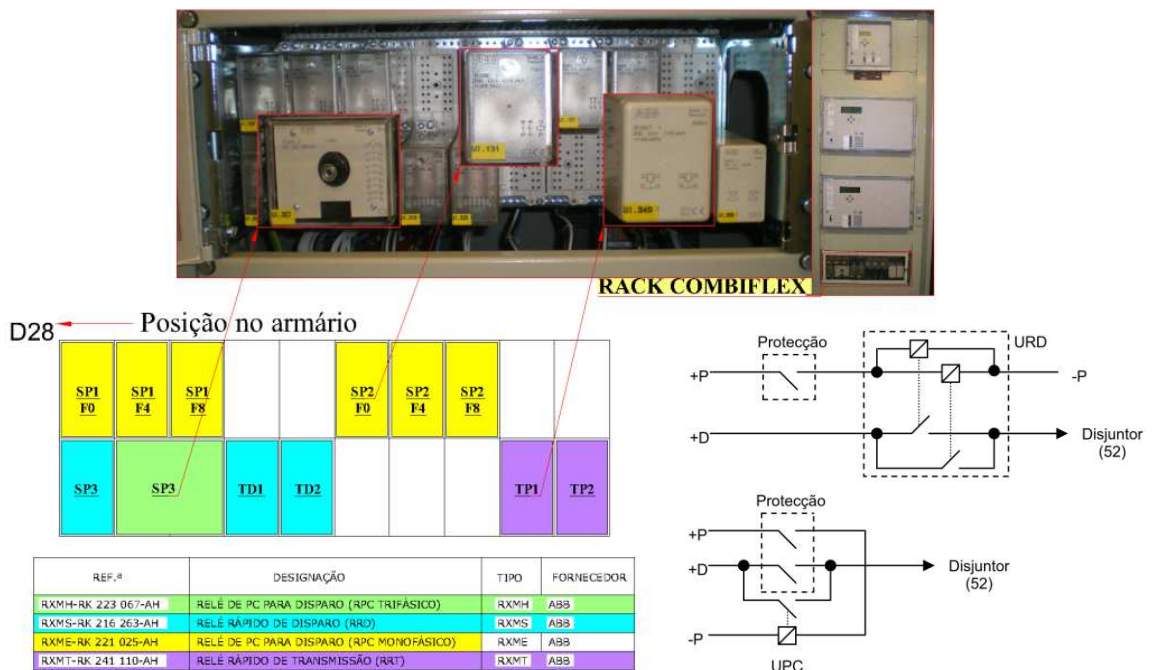 UI.131
UI.349
RACK COMBIFLEX
Posição no armário
D28
SP1 SP1 SP1 SP2 SP2 SP2
F0 F4 F8 F0 F4 F8
SP3 SP3 TD1 TD2 TP1 TP2
REF.ª DESIGNAÇÃO TIPO FORNECEDOR
RXMH-RK 223 067-AH RELÉ DE PC PARA DISPARO (RPC TRIFÁSICO) RXMH ABB
RXMS-RK 216 263-AH RELÉ RÁPIDO DE DISPARO (RRD) RXMS ABB
RXME-RK 221 025-AH RELÉ DE PC PARA DISPARO (RPC MONOFÁSICO) RXME ABB
RXMT-RK 241 110-AH RELÉ RÁPIDO DE TRANSMISSÃO (RRT) RXMT ABB
Protecção
URD
+P
-P
+D
Disjuntor
(52)
Protecção
+P
+D
Disjuntor
(52)
-P
UPC